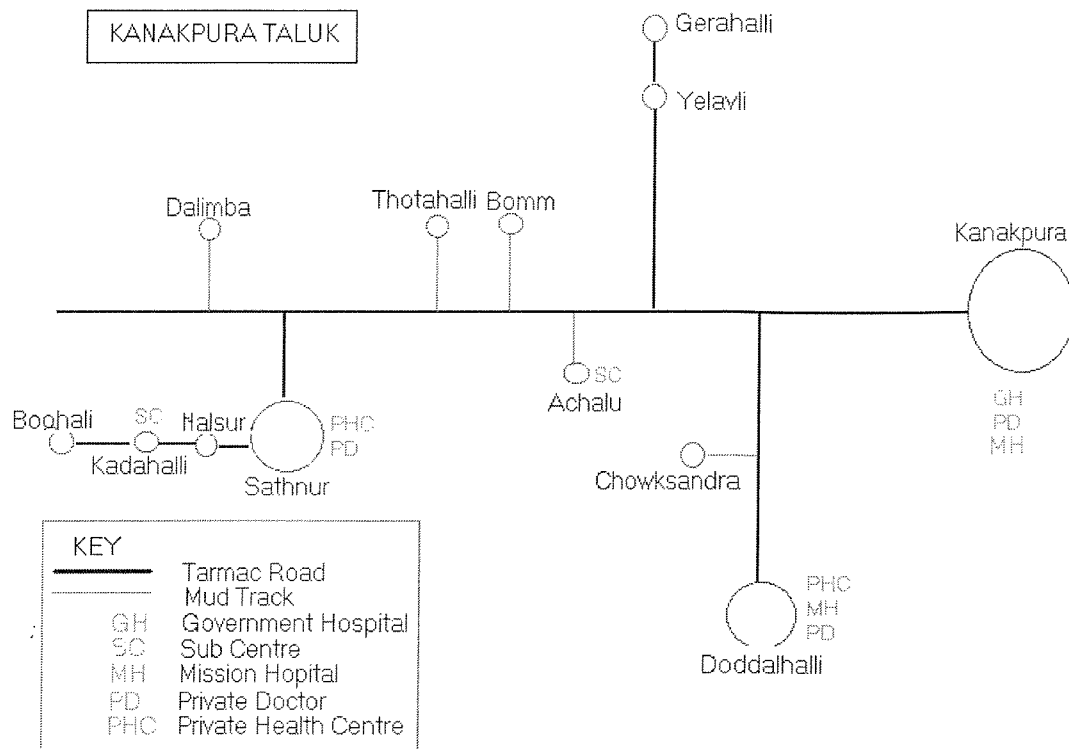 KANAKPURA TALUK
Gerahalli
Yelavli
Dalimba
Thotahalli
Bomm
Kanakpura
GH
PD
MH
SC
Achalu
Boohali
SC
Kadahalli
Halsur
PHC
PD
Sathnur
Chowksandra
PHC
MH
PD
Doddalhalli
KEY
Tarmac Road
Mud Track
GH Government Hospital
SC Sub Centre
MH Mission Hopital
PD Private Doctor
PHC Private Health Centre